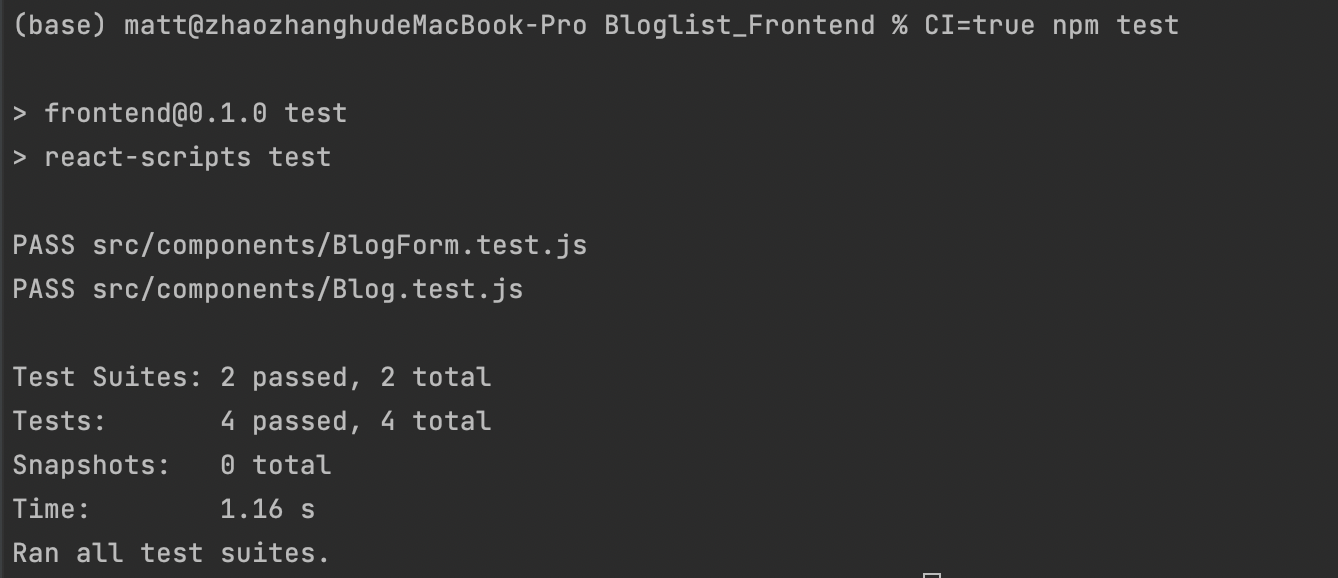 (base) matt@zhaozhanghudeMacBook-Pro Bloglist_Frontend % CI=true npm test
> frontend@0.1.0 test
> react-scripts test
PASS src/components/BlogForm.test.js
PASS src/components/Blog.test.js
Test Suites: 2 passed, 2 total
Tests:       4 passed, 4 total
Snapshots:   0 total
Time:        1.16 s
Ran all test suites.